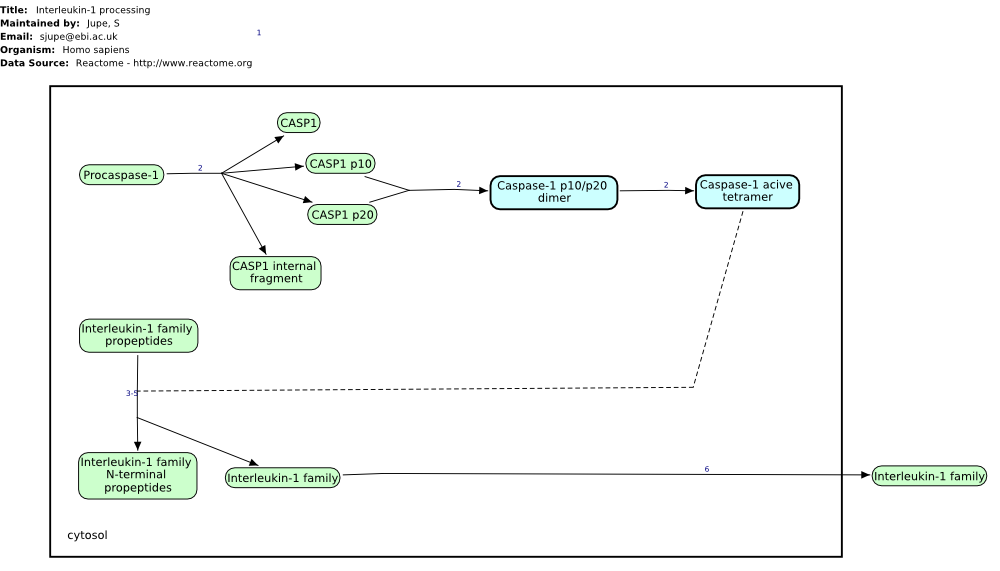 Title: Interleukin-1 processing
Maintained by: Jupe, S
Email: sjupe@ebi.ac.uk
1
Organism: Homo sapiens
Data Source: Reactome - http://www.reactome.org
CASP1
Procaspase-1
2
CASP1 p10
CASP1 p20
2
Caspase-1 p10/p20
dimer
2
Caspase-1 acive
tetramer
CASP1 internal
fragment
Interleukin-1 family
propeptides
3-5
Interleukin-1 family
N-terminal
propeptides
Interleukin-1 family
6
Interleukin-1 family
cytosol